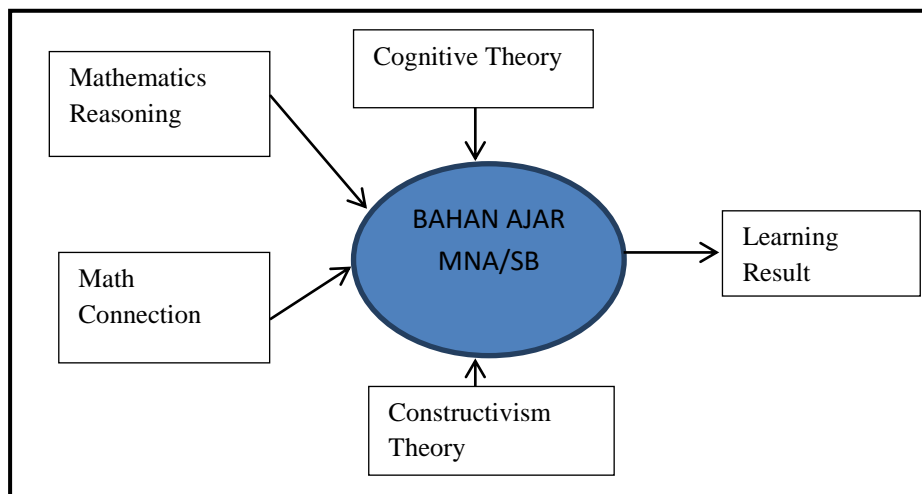 Cognitive Theory
Mathematics
Reasoning
BAHAN AJAR
MNA/SB
Learning
Result
Math
Connection
Constructivism
Theory